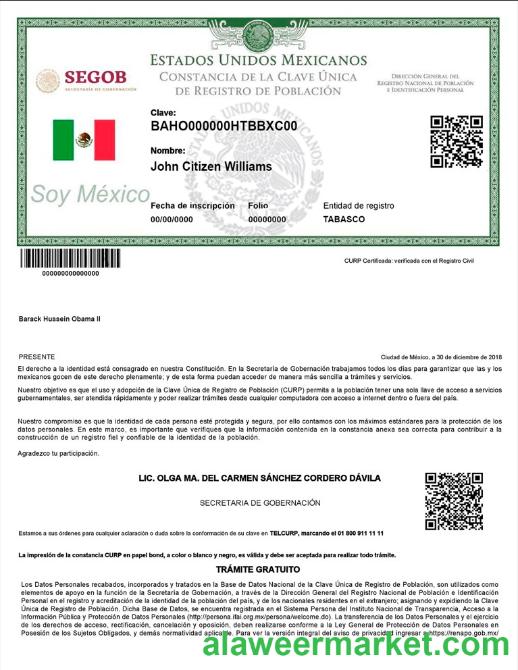 ESTADOS UNIDOS MEXICANOS
CONSTANCIA DE LA CLAVE ÚNICA
DE REGISTRO DE POBLACIÓN
SEGOB
SECRETARÍA DE GOBERNACIÓN
DIRECCIÓN GENERAL DEL
REGISTRO NACIONAL DE POBLACIÓN
E IDENTIFICACIÓN PERSONAL
Clave:
BAHO000000HTBBXC00
Nombre:
John Citizen Williams
Soy México
Fecha de inscripción Folio Entidad de registro
00/00/0000 00000000 TABASCO
ESTADOS UNIDOS MEXICANOS
000000000000000
CURP Certificada: verificada con el Registro Civil
Barack Hussein Obama II
PRESENTE
Ciudad de México, a 30 de diciembre de 2018
El derecho a la identidad está consagrado en nuestra Constitución. En la Secretaría de Gobernación trabajamos todos los días para garantizar que las y los
mexicanos gocen de este derecho plenamente; y de esta forma puedan acceder de manera más sencilla a trámites y servicios.
Nuestro objetivo es que el uso y adopción de la Clave Única de Registro de Población (CURP) permita a la población tener una sola llave de acceso a servicios
gubernamentales, ser atendida rápidamente y poder realizar trámites desde cualquier computadora con acceso a internet dentro o fuera del país.
Nuestro compromiso es que la identidad de cada persona esté protegida y segura, por ello contamos con los máximos estándares para la protección de los
datos personales. En este marco, es importante que verifiques que la información contenida en la constancia anexa sea correcta para contribuir a la
construcción de un registro fiel y confiable de la identidad de la población.
Agradezco tu participación.
LIC. OLGA MA. DEL CARMEN SÁNCHEZ CORDERO DÁVILA
SECRETARIA DE GOBERNACIÓN
Estamos a sus órdenes para cualquier aclaración o duda sobre la conformación de su clave en TELCURP, marcando el 01 800 911 11 11
La impresión de la constancia CURP en papel bond, a color o blanco y negro, es válida y debe ser aceptada para realizar todo trámite.
TRÁMITE GRATUITO
Los Datos Personales recabados, incorporados y tratados en la Base de Datos Nacional de la Clave Única de Registro de Población, son utilizados como
elementos de apoyo en la función de la Secretaría de Gobernación, a través de la Dirección General del Registro Nacional de Población e Identificación
Personal en el registro y acreditación de la identidad de la población del país, y de los nacionales residentes en el extranjero; asignando y expidiendo la Clave
Única de Registro de Población. Dicha Base de Datos, se encuentra registrada en el Sistema Persona del Instituto Nacional de Transparencia, Acceso a la
Información Pública y Protección de Datos Personales (http://persona.ifai.org.mx/persona/welcome.do). La transferencia de los Datos Personales y el ejercicio
de los derechos de acceso, rectificación, cancelación y oposición, deben realizarse conforme a la Ley General de Protección de Datos Personales en
Posesión de los Sujetos Obligados, y demás normatividad aplicable. Para ver la versión integral del aviso de privacidad ingresar a https://renapo.gob.mx/
alaweermarket.com